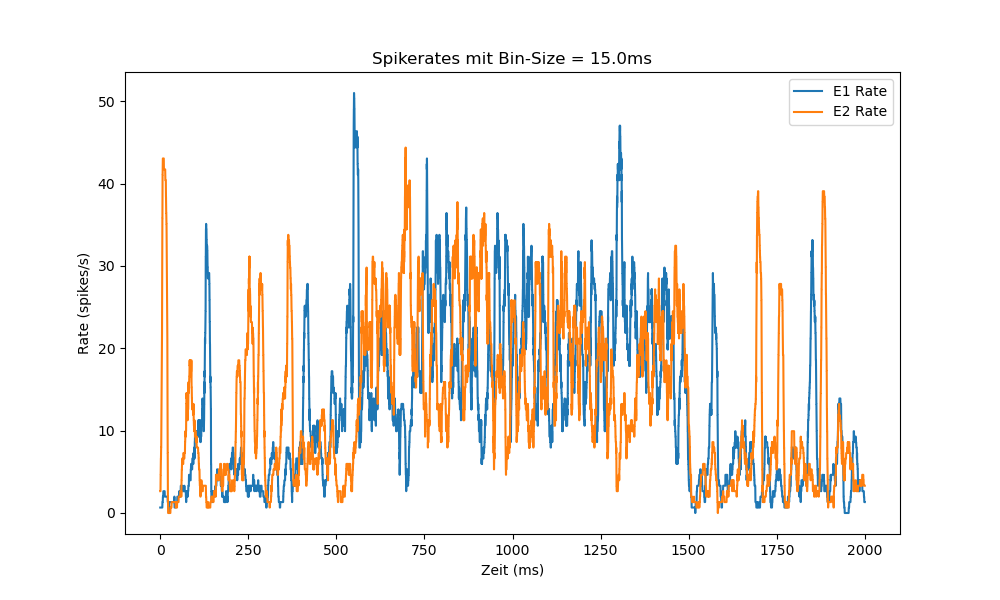 Spikerates mit Bin-Size = 15.0ms
E1 Rate
E2 Rate
50
40
30
20
10
0
Rate (spikes/s)
0 250 500 750 1000 1250 1500 1750 2000
Zeit (ms)